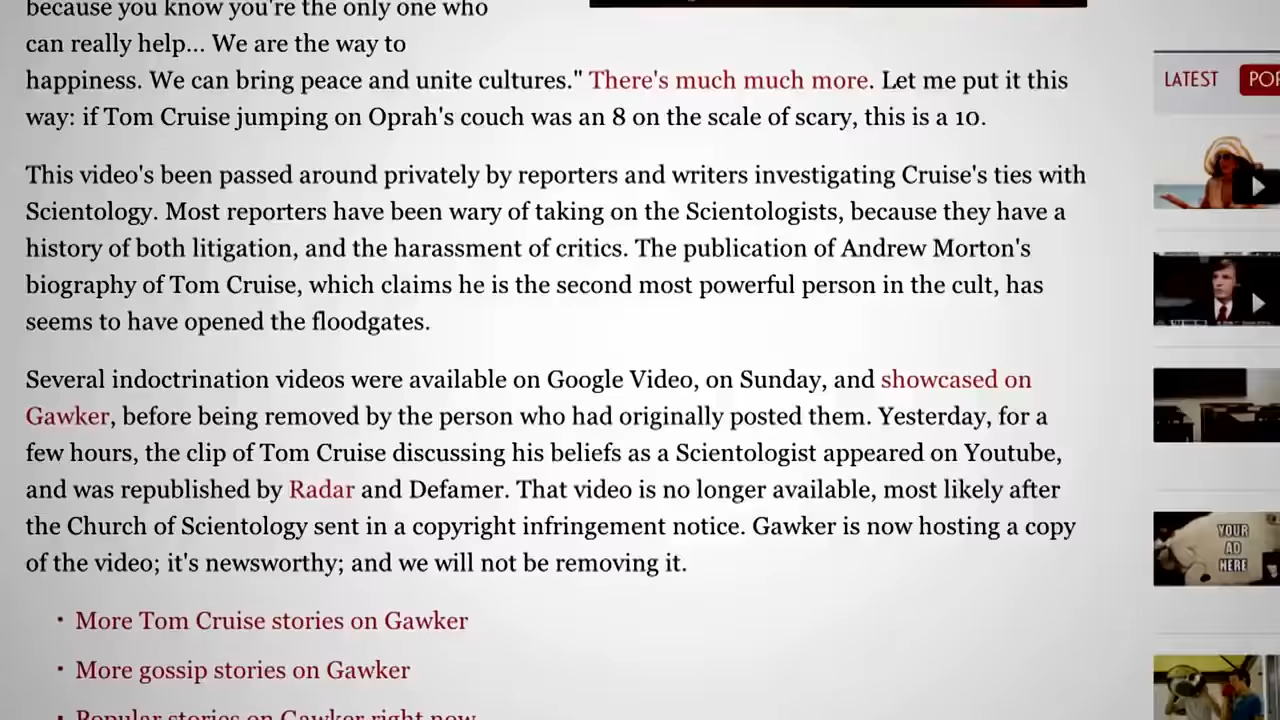 because you know you're the only one who
can really help... We are the way to
happiness. We can bring peace and unite cultures." There's much much more. Let me put it this
way: if Tom Cruise jumping on Oprah's couch was an 8 on the scale of scary, this is a 10.
This video's been passed around privately by reporters and writers investigating Cruise's ties with
Scientology. Most reporters have been wary of taking on the Scientologists, because they have a
history of both litigation, and the harassment of critics. The publication of Andrew Morton's
biography of Tom Cruise, which claims he is the second most powerful person in the cult, has
seems to have opened the floodgates.
Several indoctrination videos were available on Google Video, on Sunday, and showcased on
Gawker, before being removed by the person who had originally posted them. Yesterday, for a
few hours, the clip of Tom Cruise discussing his beliefs as a Scientologist appeared on Youtube,
and was republished by Radar and Defamer. That video is no longer available, most likely after
the Church of Scientology sent in a copyright infringement notice. Gawker is now hosting a copy
of the video; it's newsworthy; and we will not be removing it.
• More Tom Cruise stories on Gawker
• More gossip stories on Gawker
• Popular stories on Gawker right now
LATEST
YOUR
AD
HERE